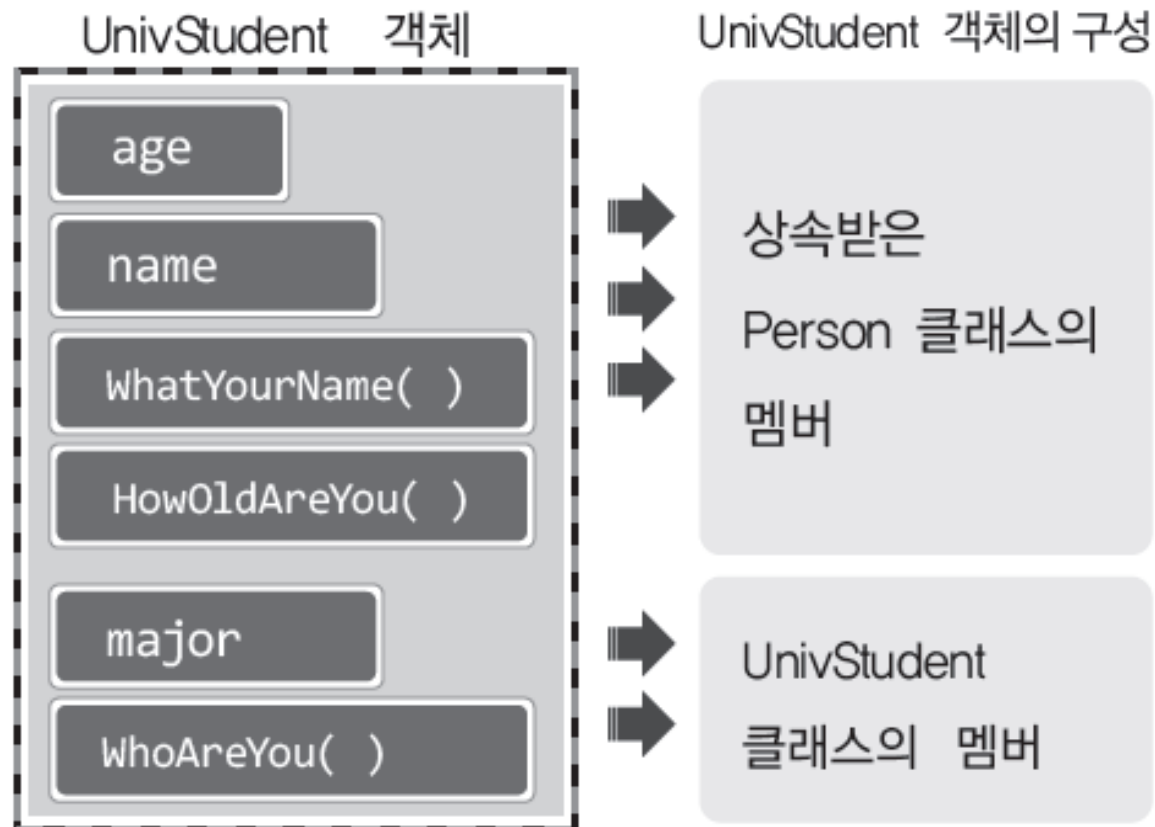 UnivStudent 객체
UnivStudent 객체의 구성
age
name
WhatYourName( )
HowOldAreYou( )
상속받은
Person 클래스의
멤버
major
WhoAreYou( )
UnivStudent
클래스의 멤버